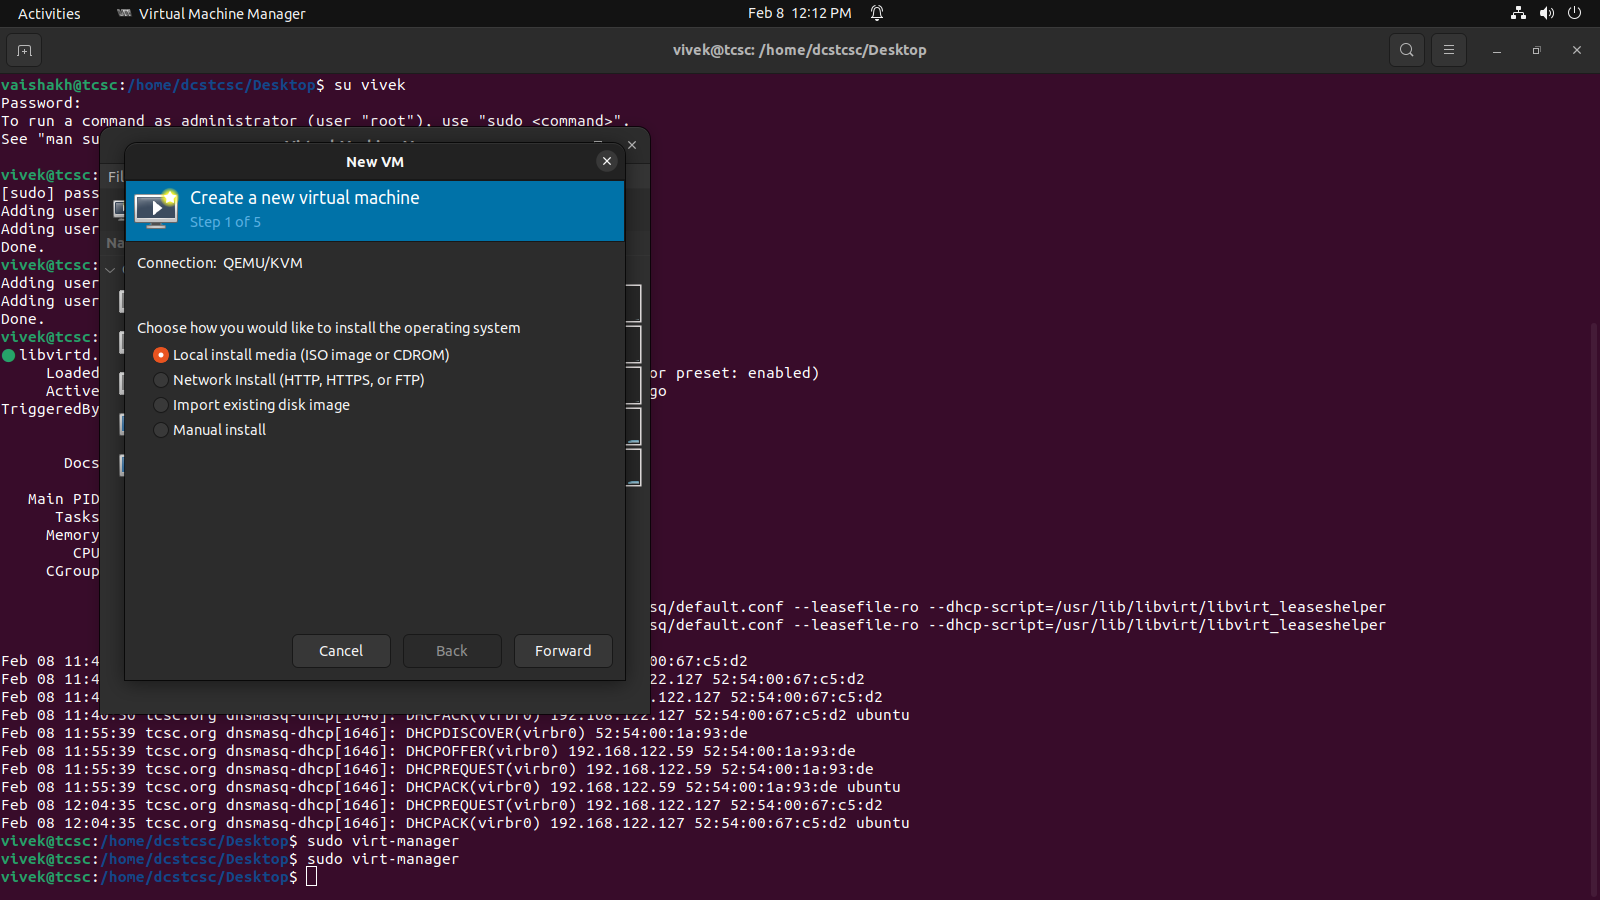 Activities
Virtual Machine Manager
Feb 8 12:12 PM
vivek@tcsc: /home/dcstcsc/Desktop
vaishakh@tcsc:/home/dcstcsc/Desktop$ su vivek
Password:
To run a command as administrator (user "root"), use "sudo <command>".
See "man su
vivek@tcsc:
[sudo] pass
Adding user
Adding user
Done.
vivek@tcsc:
Adding user
Adding user
Done.
vivek@tcsc:
libvirtd.
Loaded
or preset: enabled)
Active
go
TriggeredBy
Docs
Main PID
Tasks
Memory
CPU
CGroup
sq/default.conf --leasefile-ro --dhcp-script=/usr/lib/libvirt/libvirt_leaseshelper
sq/default.conf --leasefile-ro --dhcp-script=/usr/lib/libvirt/libvirt_leaseshelper
Feb 08 11:4
00:67:c5:d2
Feb 08 11:4
22.127 52:54:00:67:c5:d2
Feb 08 11:4
.122.127 52:54:00:67:c5:d2
Feb 08 11:46:36 tcsc.org dnsmasq-dhcp[1646]: DHCPACK(virbr0) 192.168.122.127 52:54:00:67:c5:d2 ubuntu
Feb 08 11:55:39 tcsc.org dnsmasq-dhcp[1646]: DHCPDISCOVER(virbr0) 52:54:00:1a:93:de
Feb 08 11:55:39 tcsc.org dnsmasq-dhcp[1646]: DHCPOFFER(virbr0) 192.168.122.59 52:54:00:1a:93:de
Feb 08 11:55:39 tcsc.org dnsmasq-dhcp[1646]: DHCPREQUEST(virbr0) 192.168.122.59 52:54:00:1a:93:de
Feb 08 11:55:39 tcsc.org dnsmasq-dhcp[1646]: DHCPACK(virbr0) 192.168.122.59 52:54:00:1a:93:de ubuntu
Feb 08 12:04:35 tcsc.org dnsmasq-dhcp[1646]: DHCPREQUEST(virbr0) 192.168.122.127 52:54:00:67:c5:d2
Feb 08 12:04:35 tcsc.org dnsmasq-dhcp[1646]: DHCPACK(virbr0) 192.168.122.127 52:54:00:67:c5:d2 ubuntu
vivek@tcsc:/home/dcstcsc/Desktop$ sudo virt-manager
vivek@tcsc:/home/dcstcsc/Desktop$ sudo virt-manager
vivek@tcsc:/home/dcstcsc/Desktop$
Fil
Na
New VM
Create a new virtual machine
Step 1 of 5
Connection: QEMU/KVM
Choose how you would like to install the operating system
Local install media (ISO image or CDROM)
Network Install (HTTP, HTTPS, or FTP)
Import existing disk image
Manual install
Cancel
Back
Forward